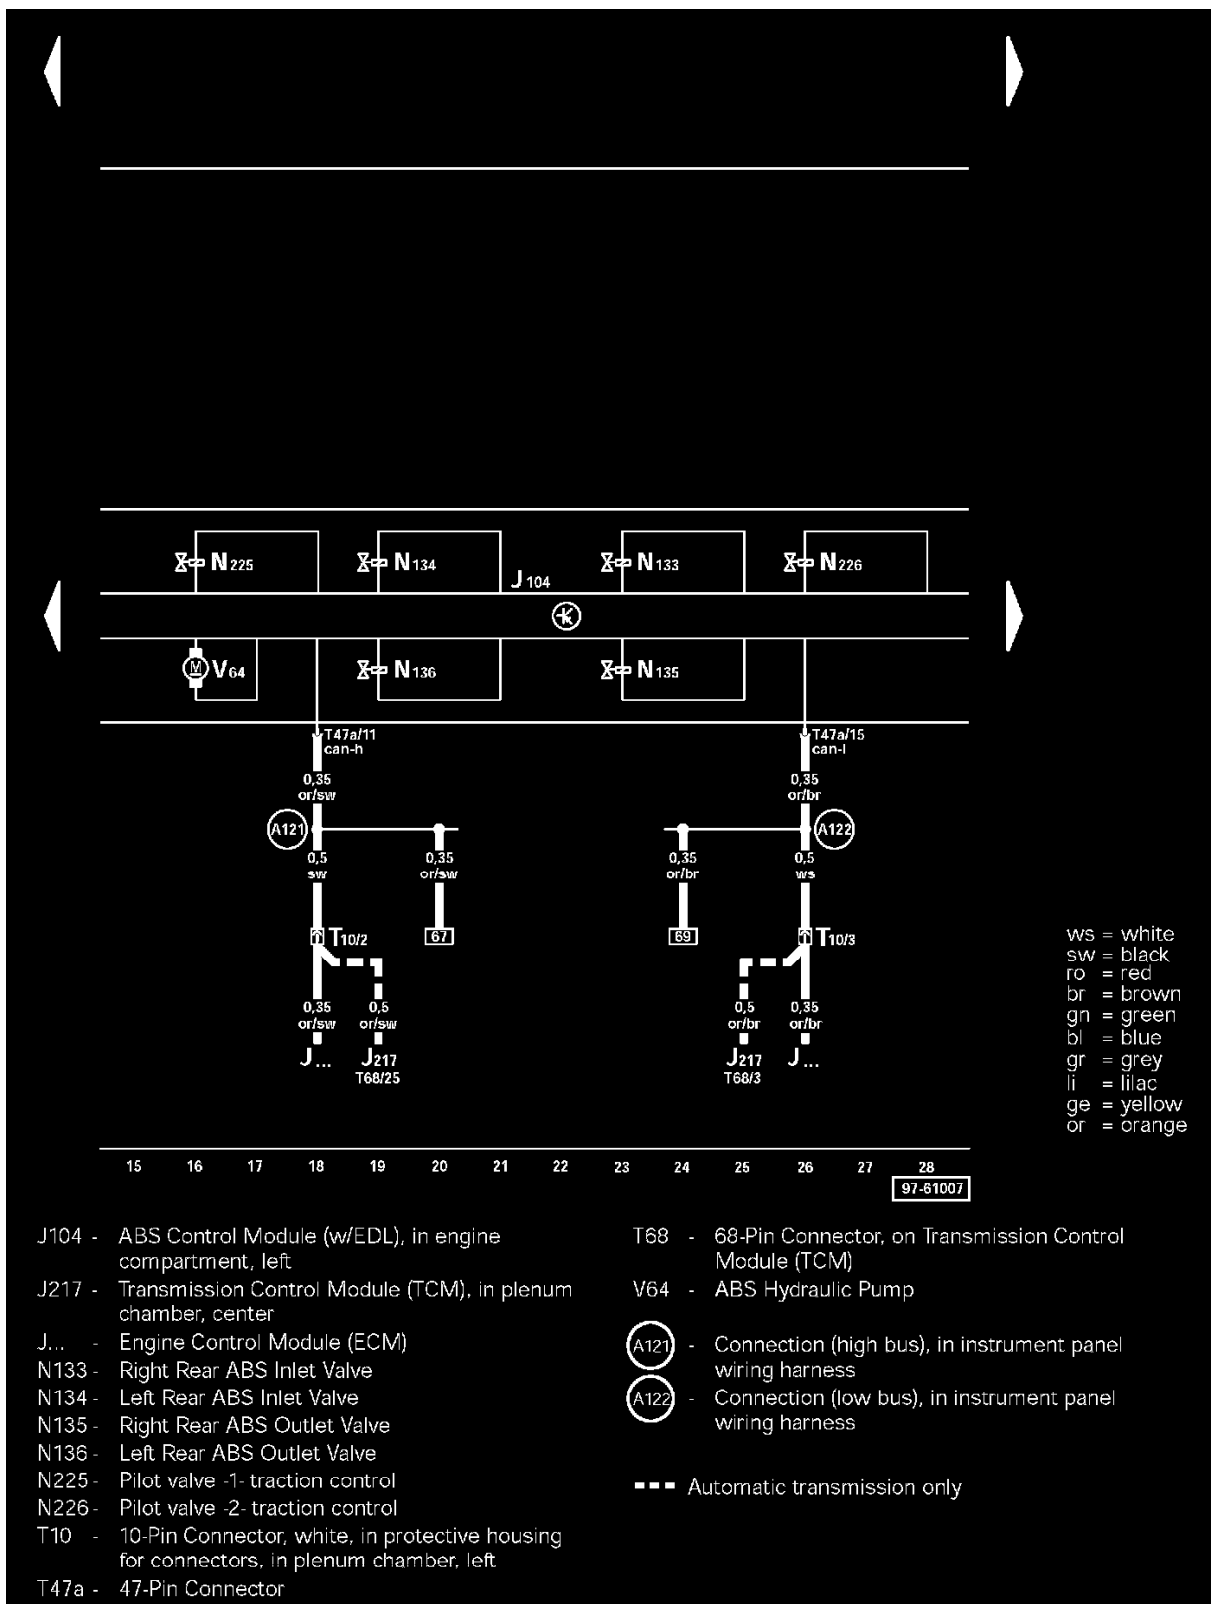 N225
N134
N133
N226
J104
M V64
N136
N135
T47a/11
can-h
T47a/15
can-l
0,35
or/sw
0,35
or/br
A121
A122
0,5
sw
0,35
or/sw
0,35
or/br
0,5
ws
T10/2
67
69
T10/3
0,35
or/sw
0,5
or/sw
0,5
or/br
0,35
or/br
J...
J217
T68/25
J217
T68/3
J...
ws = white
sw = black
ro = red
br = brown
gn = green
bl = blue
gr = grey
li = lilac
ge = yellow
or = orange
15 16 17 18 19 20 21 22 23 24 25 26 27 28
97-61007
J104 - ABS Control Module (w/EDL), in engine
compartment, left
J217 - Transmission Control Module (TCM), in plenum
chamber, center
J... - Engine Control Module (ECM)
N133 - Right Rear ABS Inlet Valve
N134 - Left Rear ABS Inlet Valve
N135 - Right Rear ABS Outlet Valve
N136 - Left Rear ABS Outlet Valve
N225 - Pilot valve -1- traction control
N226 - Pilot valve -2- traction control
T10 - 10-Pin Connector, white, in protective housing
for connectors, in plenum chamber, left
T47a - 47-Pin Connector
T68 - 68-Pin Connector, on Transmission Control
Module (TCM)
V64 - ABS Hydraulic Pump
A121 - Connection (high bus), in instrument panel
wiring harness
A122 - Connection (low bus), in instrument panel
wiring harness
Automatic transmission only